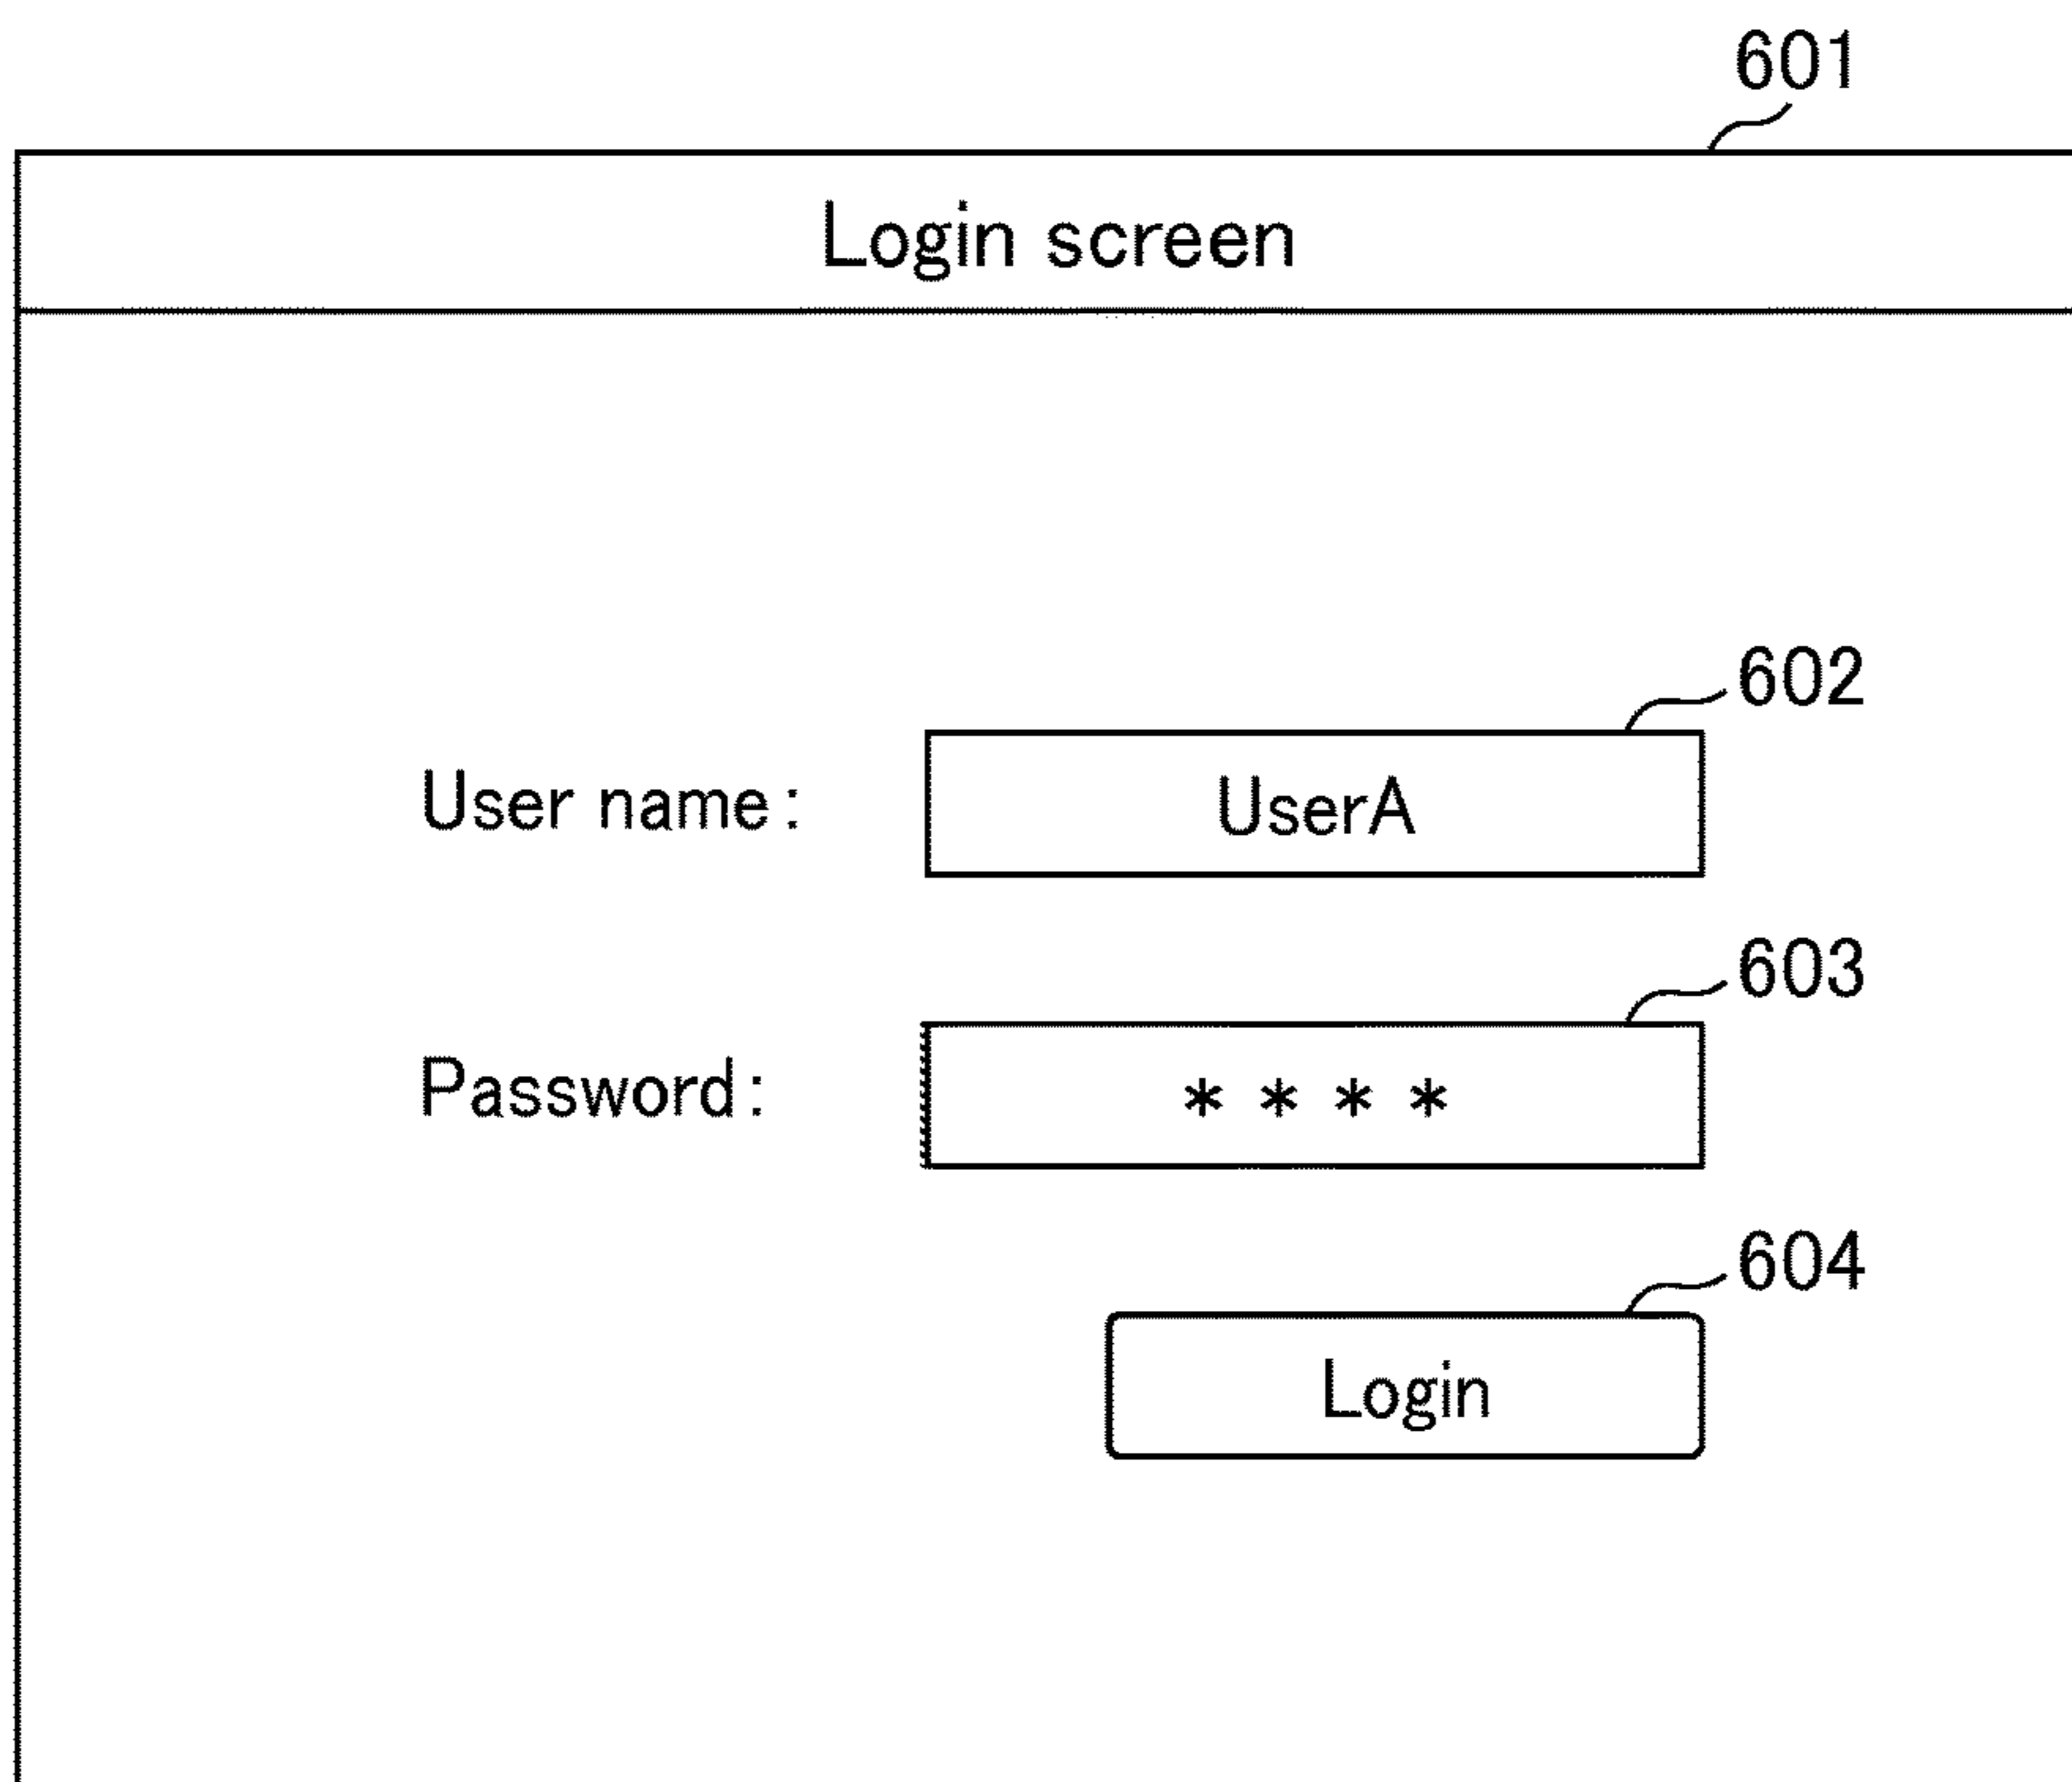 601
Login screen
602
User name: UserA
603
Password: ****
604
Login